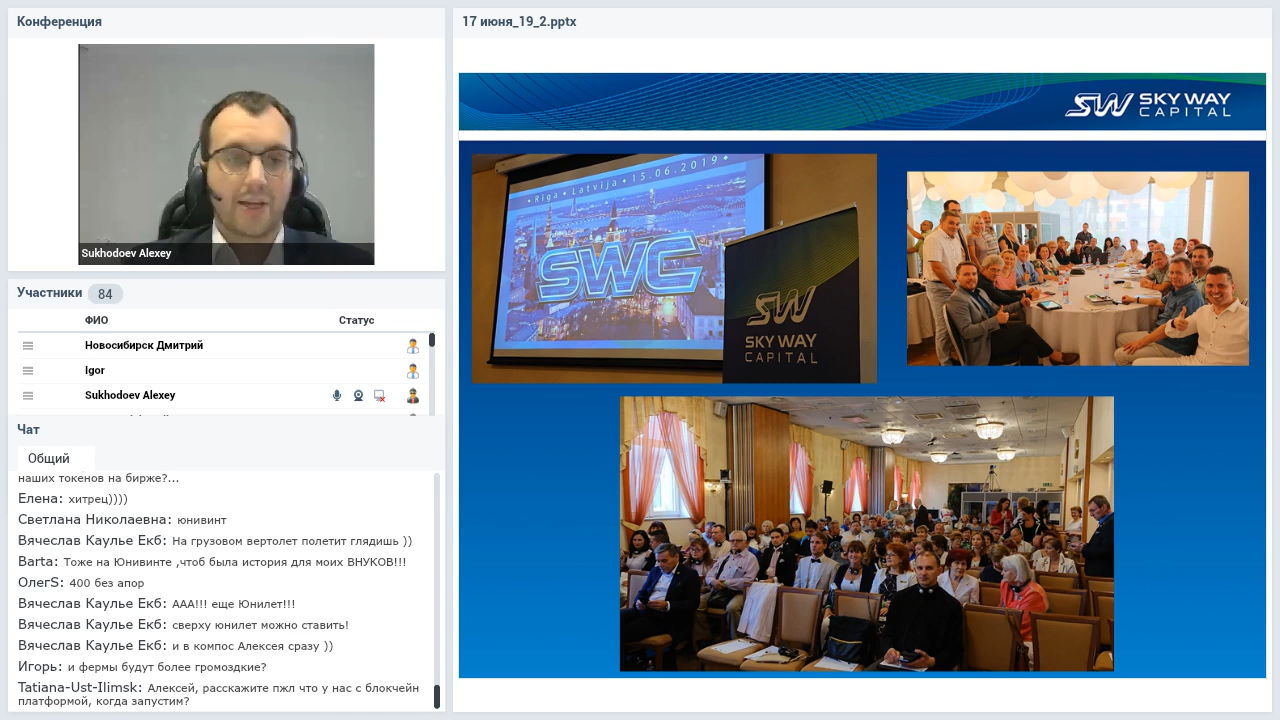 Конференция
Sukhodoev Alexey
Участники 84
ФИО Статус
Новосибирск Дмитрий
Igor
Sukhodoev Alexey
Чат
Общий
наших токенов на бирже?...
Елена: хитрец))))
Светлана Николаевна: юнивинт
Вячеслав Каулье Екб: На грузовом вертолет полетит глядишь ))
Barta: Тоже на Юнивинте ,чтоб была история для моих ВНУКОВ!!!
ОлегS: 400 без апор
Вячеслав Каулье Екб: ААА!!! еще Юнилет!!!
Вячеслав Каулье Екб: сверху юнилет можно ставить!
Вячеслав Каулье Екб: и в компос Алексея сразу ))
Игорь: и фермы будут более громоздкие?
Tatiana-Ust-Ilimsk: Алексей, расскажите пжл что у нас с блокчейн
платформой, когда запустим?
17 июня_19_2.pptx
SW SKY WAY
CAPITAL
• Rīga • Latvija • 15.06.2019 •
SWC
SW
SKY WAY
CAPITAL